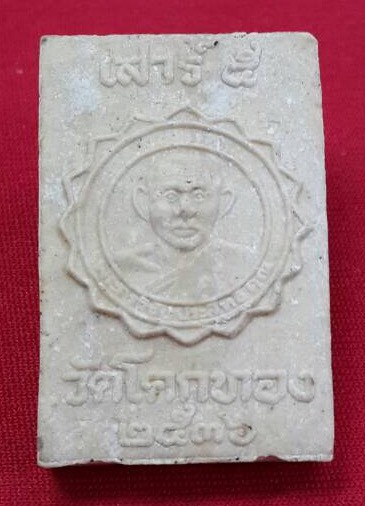 เสาร์ ๕
วัดโคกทอง
๒๕๓๖